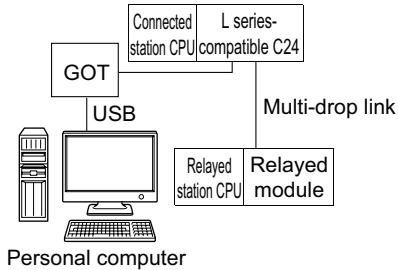 Connected
station CPU
L series-
compatible C24
GOT
USB
Multi-drop link
Relayed
station CPU
Relayed
module
Personal computer